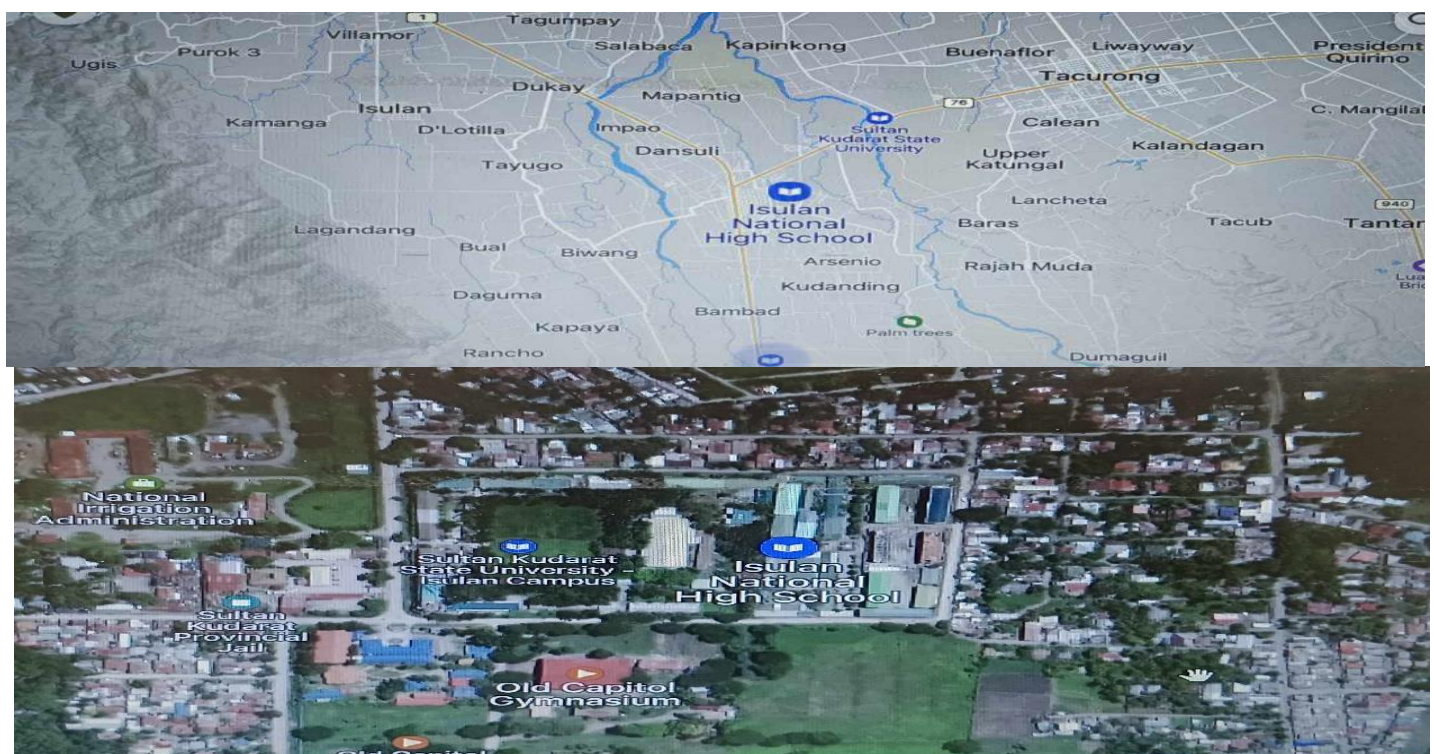 1
Tagumpay
Villamor
Purok 3
Ugis
Salabaca
Kapinkong
Buenaflor
Liwayway
President
Quirino
Tacurong
Dukay
Mapantig
76
Isulan
C. Mangilal
Kamanga
D'Lotilla
Impao
Sultan
Kudarat State
University
Calean
Dansuli
Upper
Katungal
Kalandagan
Tayugo
Isulan
National
High School
Lancheta
940
Lagandang
Baras
Tacub
Tantan
Bual
Biwang
Arsenio
Rajah Muda
Kudanding
Daguma
Bambad
Kapaya
Palm trees
Rancho
Dumaguil
National
Irrigation
Administration
Sultan Kudarat
State University -
Isulan Campus
Isulan
National
High School
Sultan
Kudarat
Provincial
Jail
Old Capitol
Gymnasium
Old Capitol